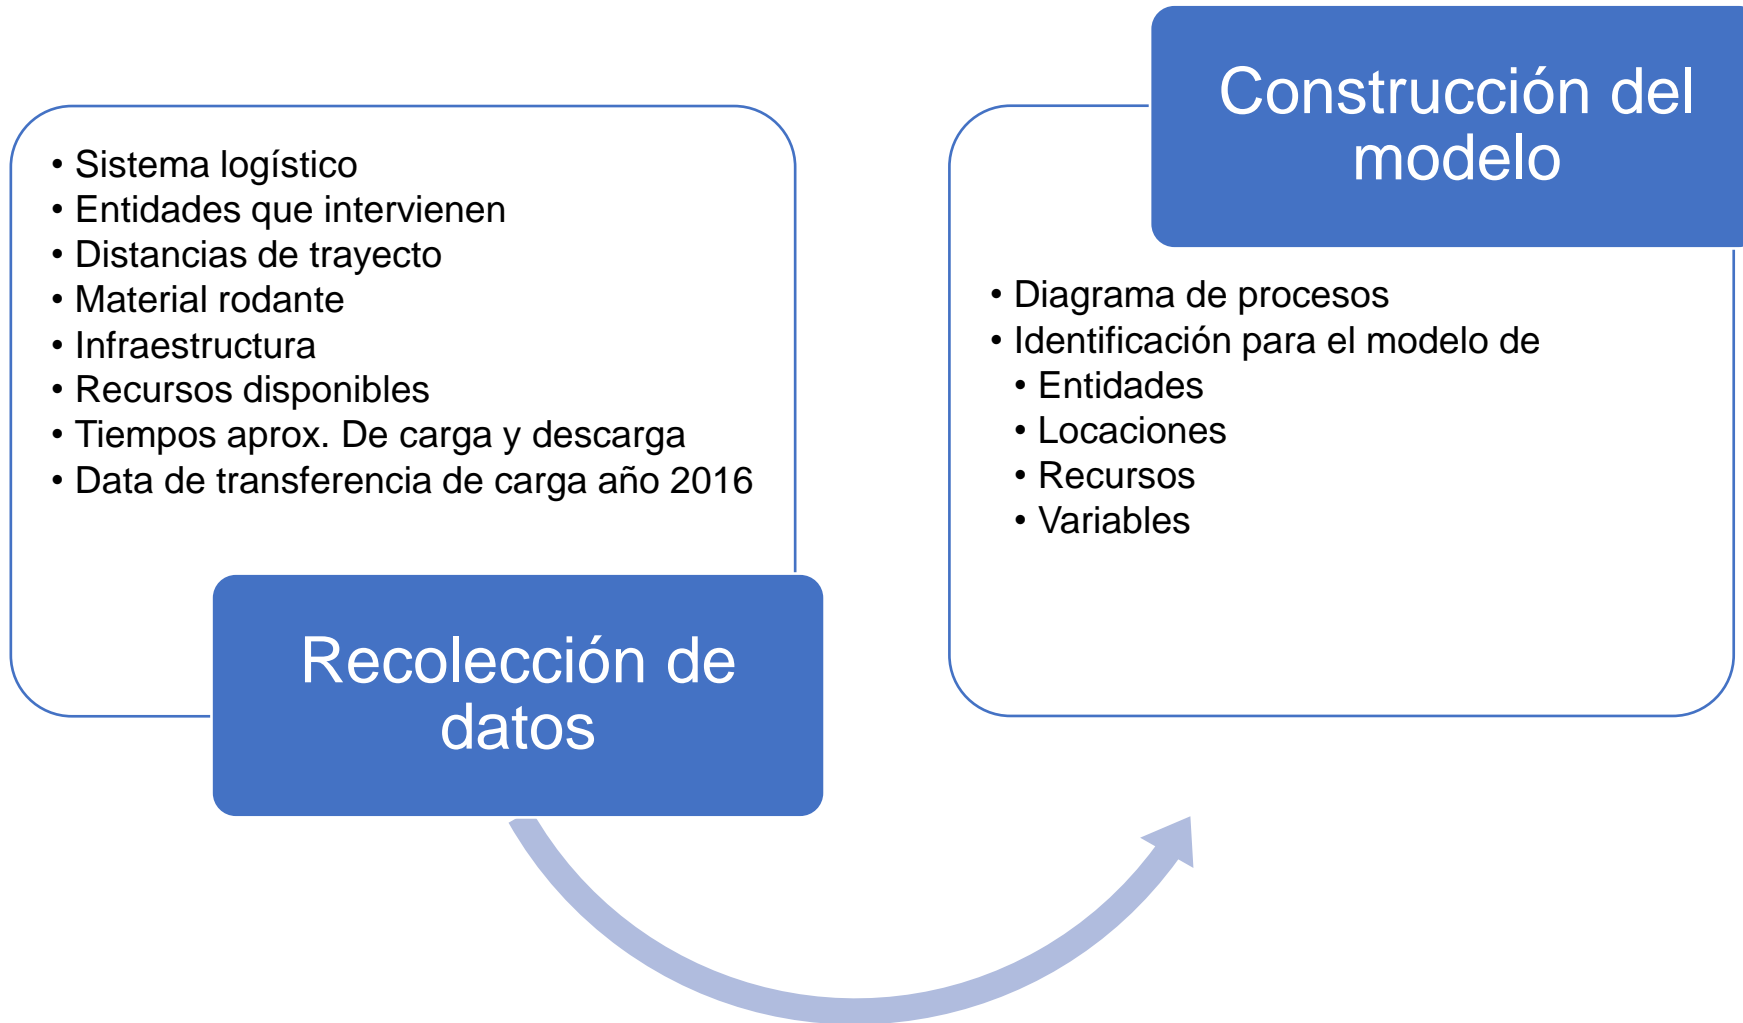 • Sistema logístico
• Entidades que intervienen
• Distancias de trayecto
• Material rodante
• Infraestructura
• Recursos disponibles
• Tiempos aprox. De carga y descarga
• Data de transferencia de carga año 2016
Recolección de
datos
Construcción del
modelo
• Diagrama de procesos
• Identificación para el modelo de
• Entidades
• Locaciones
• Recursos
• Variables